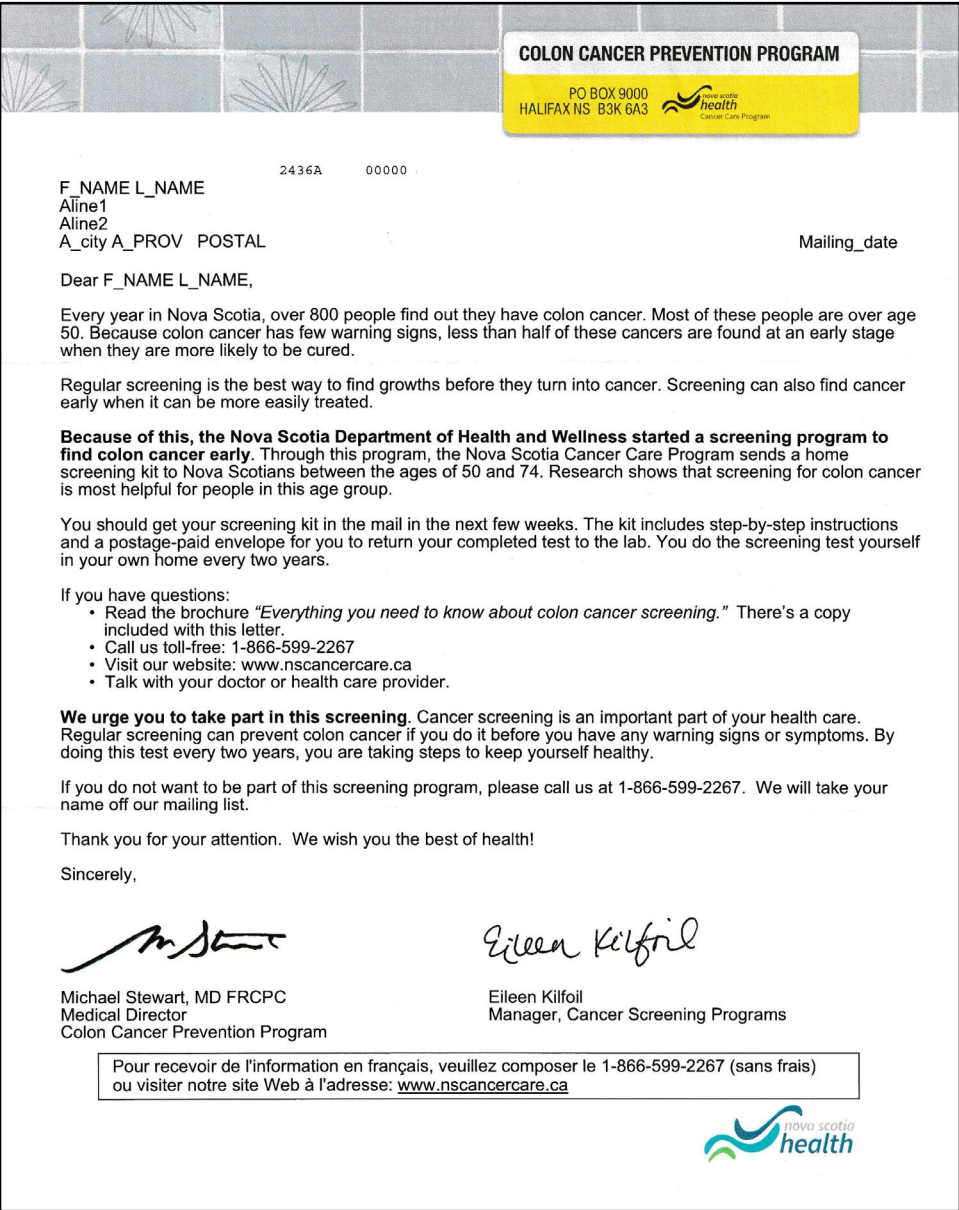 COLON CANCER PREVENTION PROGRAM
PO BOX 9000
HALIFAX NS B3K 6A3
nova scotia
health
Cancer Care Program
2436A 00000
F_NAME L_NAME
Aline1
Aline2
A_city A_PROV POSTAL
Mailing_date
Dear F_NAME L_NAME,
Every year in Nova Scotia, over 800 people find out they have colon cancer. Most of these people are over age
50. Because colon cancer has few warning signs, less than half of these cancers are found at an early stage
when they are more likely to be cured.
Regular screening is the best way to find growths before they turn into cancer. Screening can also find cancer
early when it can be more easily treated.
Because of this, the Nova Scotia Department of Health and Wellness started a screening program to
find colon cancer early. Through this program, the Nova Scotia Cancer Care Program sends a home
screening kit to Nova Scotians between the ages of 50 and 74. Research shows that screening for colon cancer
is most helpful for people in this age group.
You should get your screening kit in the mail in the next few weeks. The kit includes step-by-step instructions
and a postage-paid envelope for you to return your completed test to the lab. You do the screening test yourself
in your own home every two years.
If you have questions:
• Read the brochure "Everything you need to know about colon cancer screening." There's a copy
included with this letter.
• Call us toll-free: 1-866-599-2267
• Visit our website: www.nscancercare.ca
• Talk with your doctor or health care provider.
We urge you to take part in this screening. Cancer screening is an important part of your health care.
Regular screening can prevent colon cancer if you do it before you have any warning signs or symptoms. By
doing this test every two years, you are taking steps to keep yourself healthy.
If you do not want to be part of this screening program, please call us at 1-866-599-2267. We will take your
name off our mailing list.
Thank you for your attention. We wish you the best of health!
Sincerely,
Eileen Kilfoil
Michael Stewart, MD FRCPC
Medical Director
Colon Cancer Prevention Program
Eileen Kilfoil
Manager, Cancer Screening Programs
Pour recevoir de l'information en français, veuillez composer le 1-866-599-2267 (sans frais)
ou visiter notre site Web à l'adresse: www.nscancercare.ca
nova scotia
health